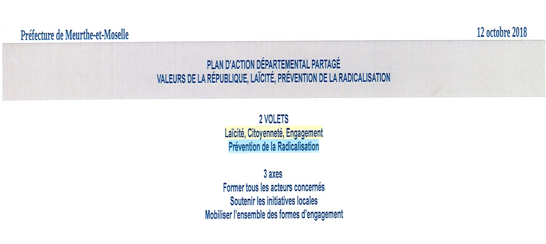 Préfecture de Meurthe-et-Moselle
12 octobre 2018
PLAN D'ACTION DÉPARTEMENTAL PARTAGÉ
VALEURS DE LA RÉPUBLIQUE, LAÏCITÉ, PRÉVENTION DE LA RADICALISATION
2 VOLETS
Laïcité, Citoyenneté, Engagement
Prévention de la Radicalisation
3 axes
Former tous les acteurs concernés
Soutenir les initiatives locales
Mobiliser l'ensemble des formes d'engagement